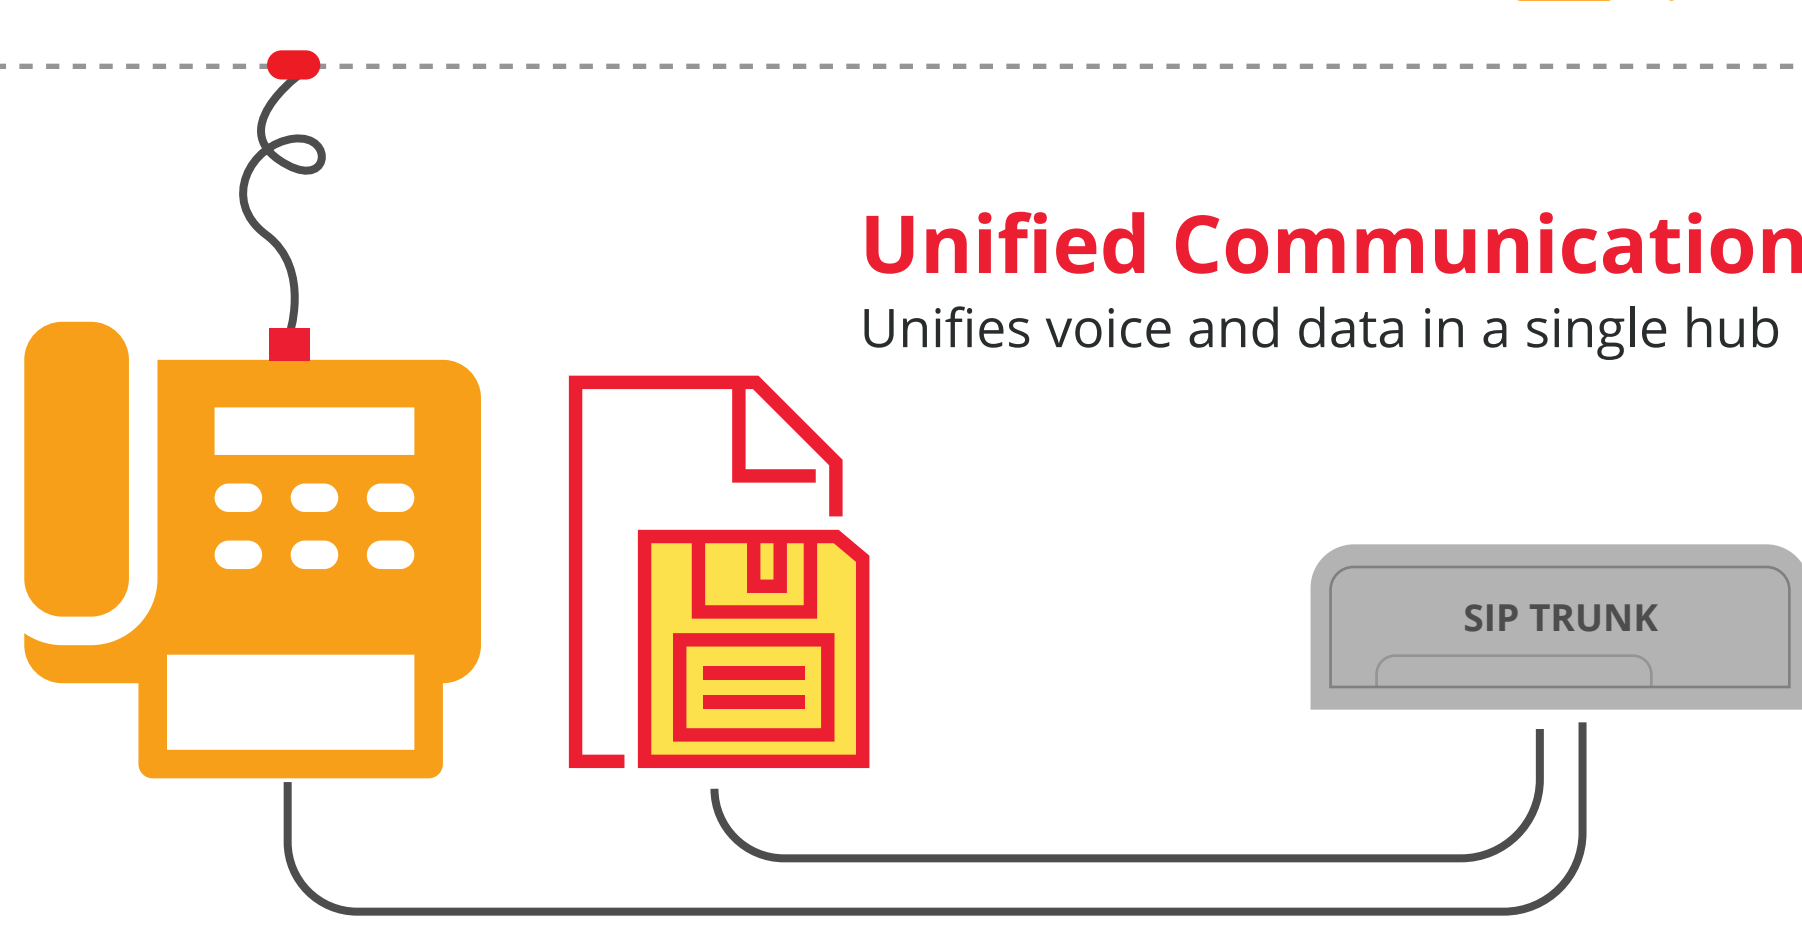 Unified Communication
Unifies voice and data in a single hub
SIP TRUNK